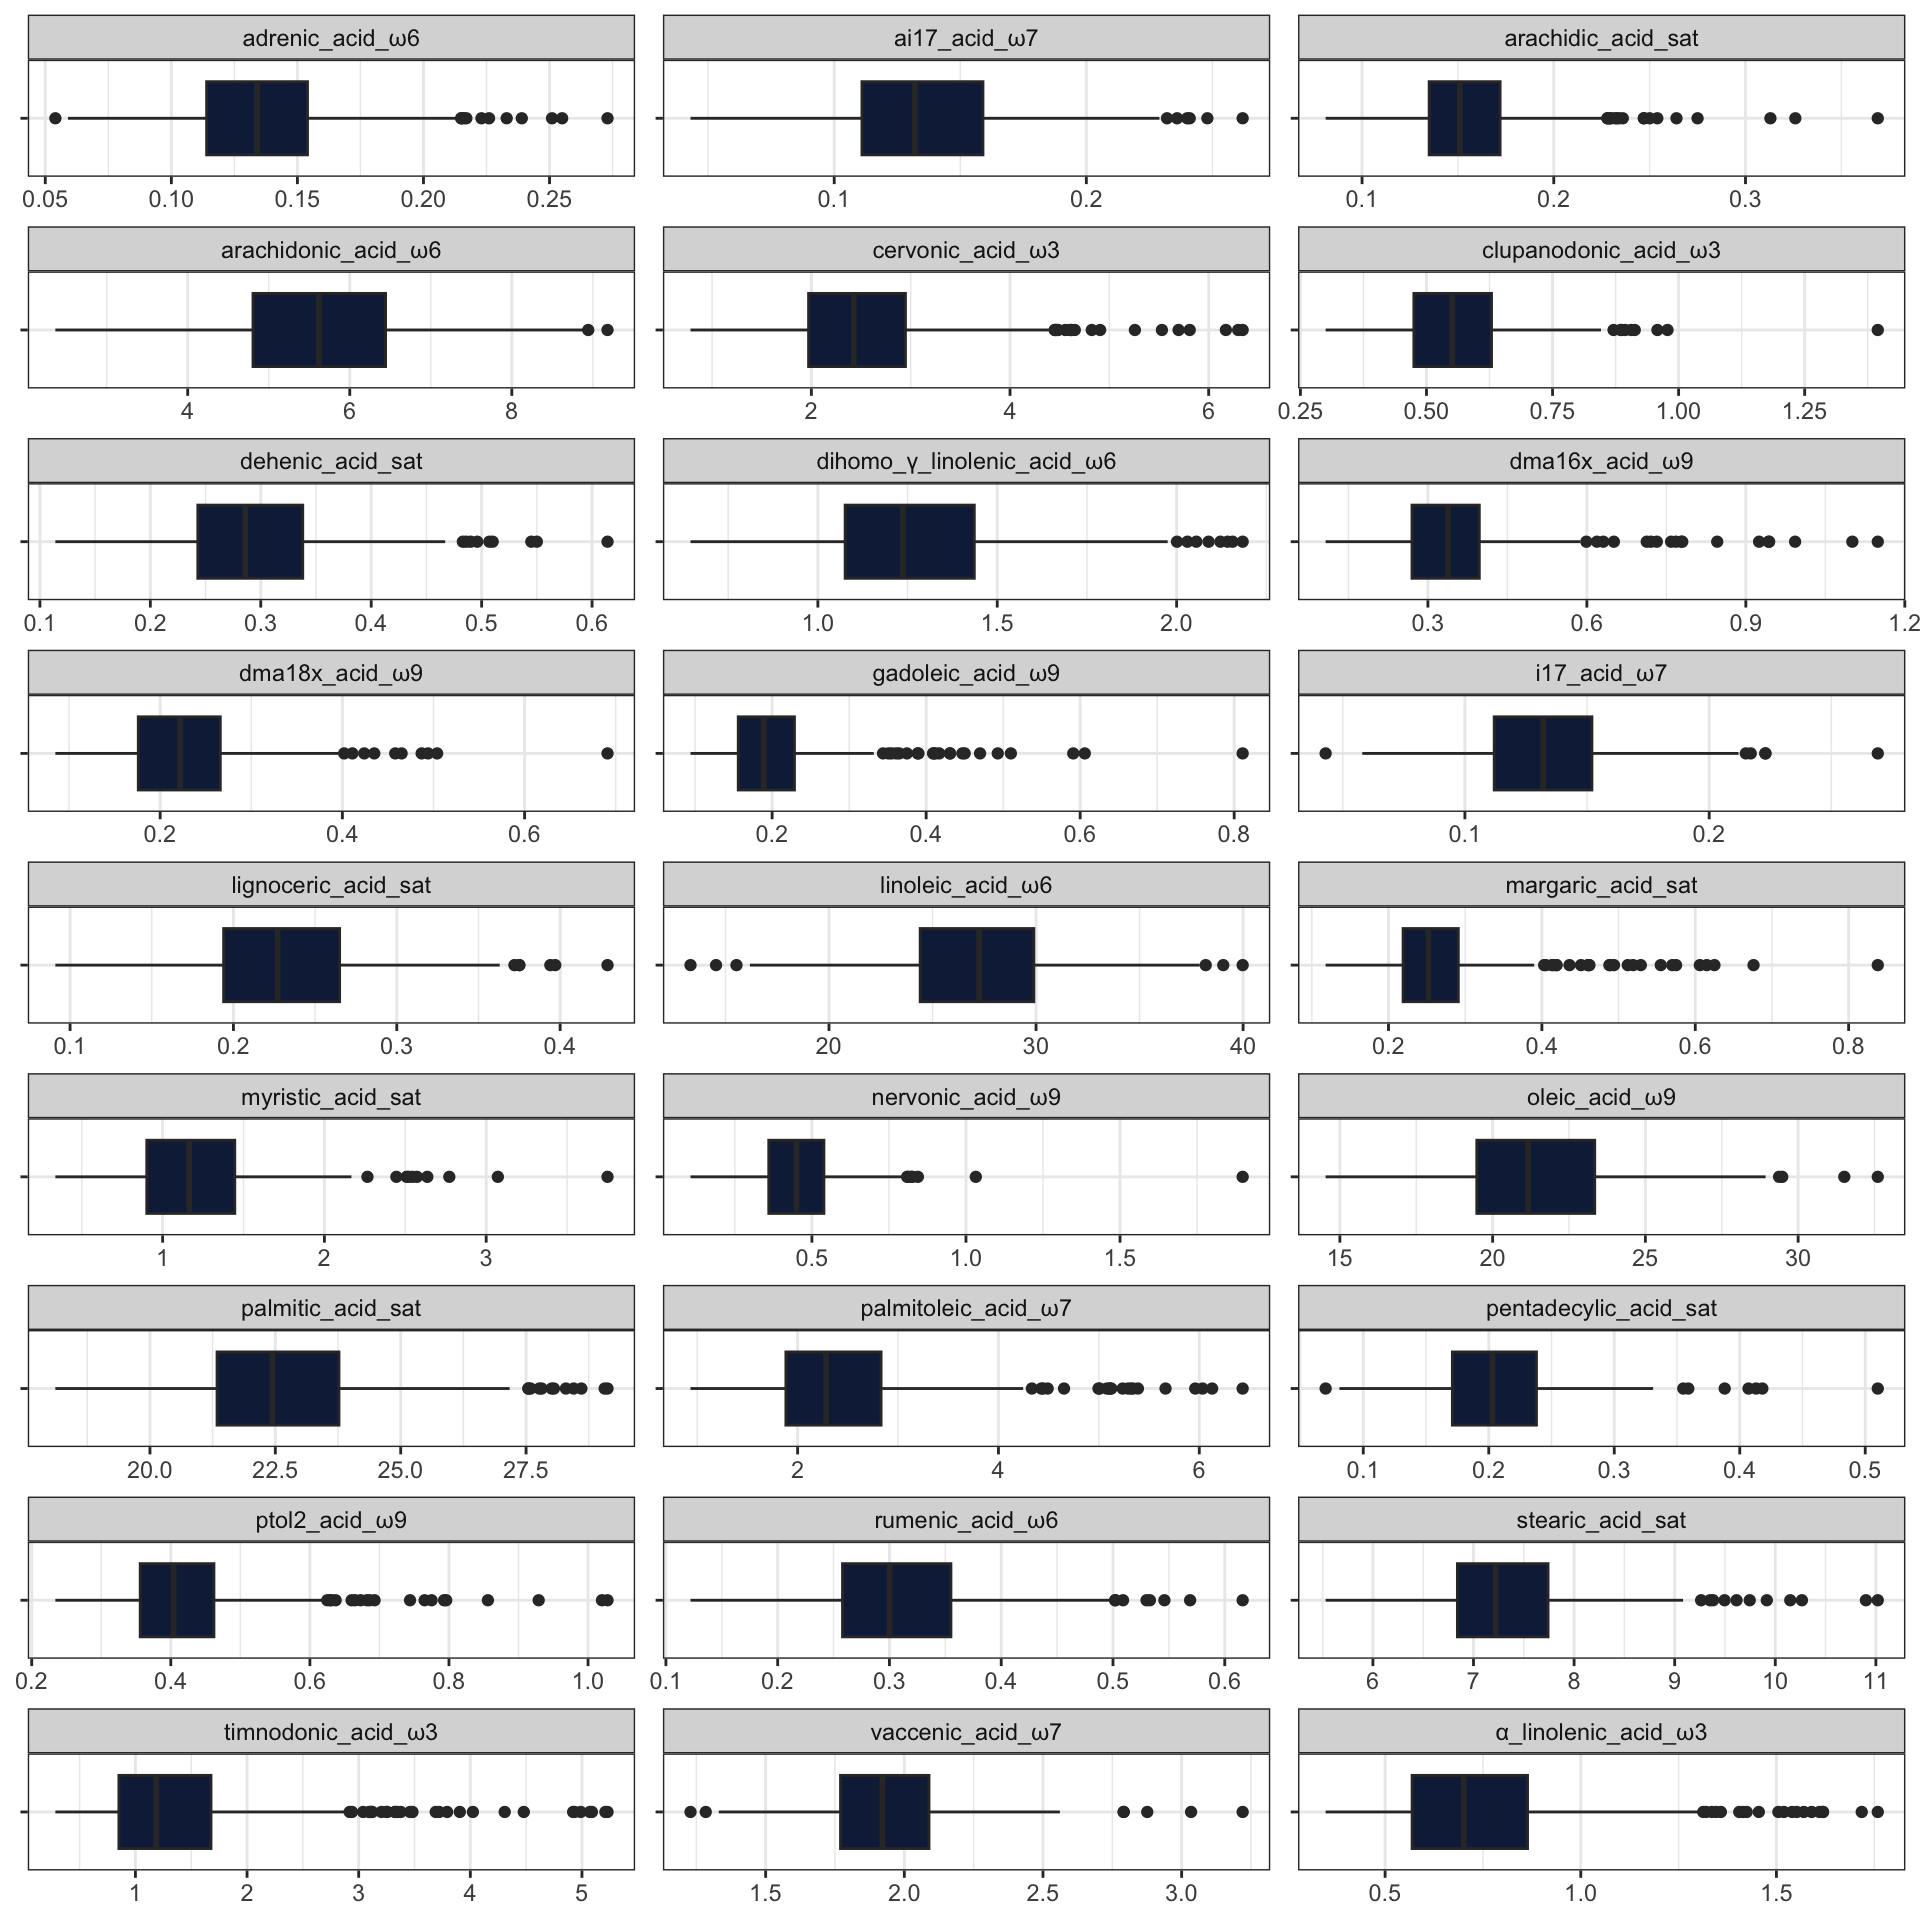 adrenic_acid_ω6 ai17_acid_ω7 arachidic_acid_sat
0.05 0.10 0.15 0.20 0.25 0.1 0.2 0.1 0.2 0.3
arachidonic_acid_ω6 cervonic_acid_ω3 clupanodonic_acid_ω3
4 6 8 2 4 6 0.25 0.50 0.75 1.00 1.25
dehenic_acid_sat dihomo_γ_linolenic_acid_ω6 dma16x_acid_ω9
0.1 0.2 0.3 0.4 0.5 0.6 1.0 1.5 2.0 0.3 0.6 0.9 1.2
dma18x_acid_ω9 gadoleic_acid_ω9 i17_acid_ω7
0.2 0.4 0.6 0.2 0.4 0.6 0.8 0.1 0.2
lignoceric_acid_sat linoleic_acid_ω6 margaric_acid_sat
0.1 0.2 0.3 0.4 20 30 40 0.2 0.4 0.6 0.8
myristic_acid_sat nervonic_acid_ω9 oleic_acid_ω9
1 2 3 0.5 1.0 1.5 15 20 25 30
palmitic_acid_sat palmitoleic_acid_ω7 pentadecylic_acid_sat
20.0 22.5 25.0 27.5 2 4 6 0.1 0.2 0.3 0.4 0.5
ptol2_acid_ω9 rumenic_acid_ω6 stearic_acid_sat
0.2 0.4 0.6 0.8 1.0 0.1 0.2 0.3 0.4 0.5 0.6 6 7 8 9 10 11
timnodonic_acid_ω3 vaccenic_acid_ω7 α_linolenic_acid_ω3
1 2 3 4 5 1.5 2.0 2.5 3.0 0.5 1.0 1.5